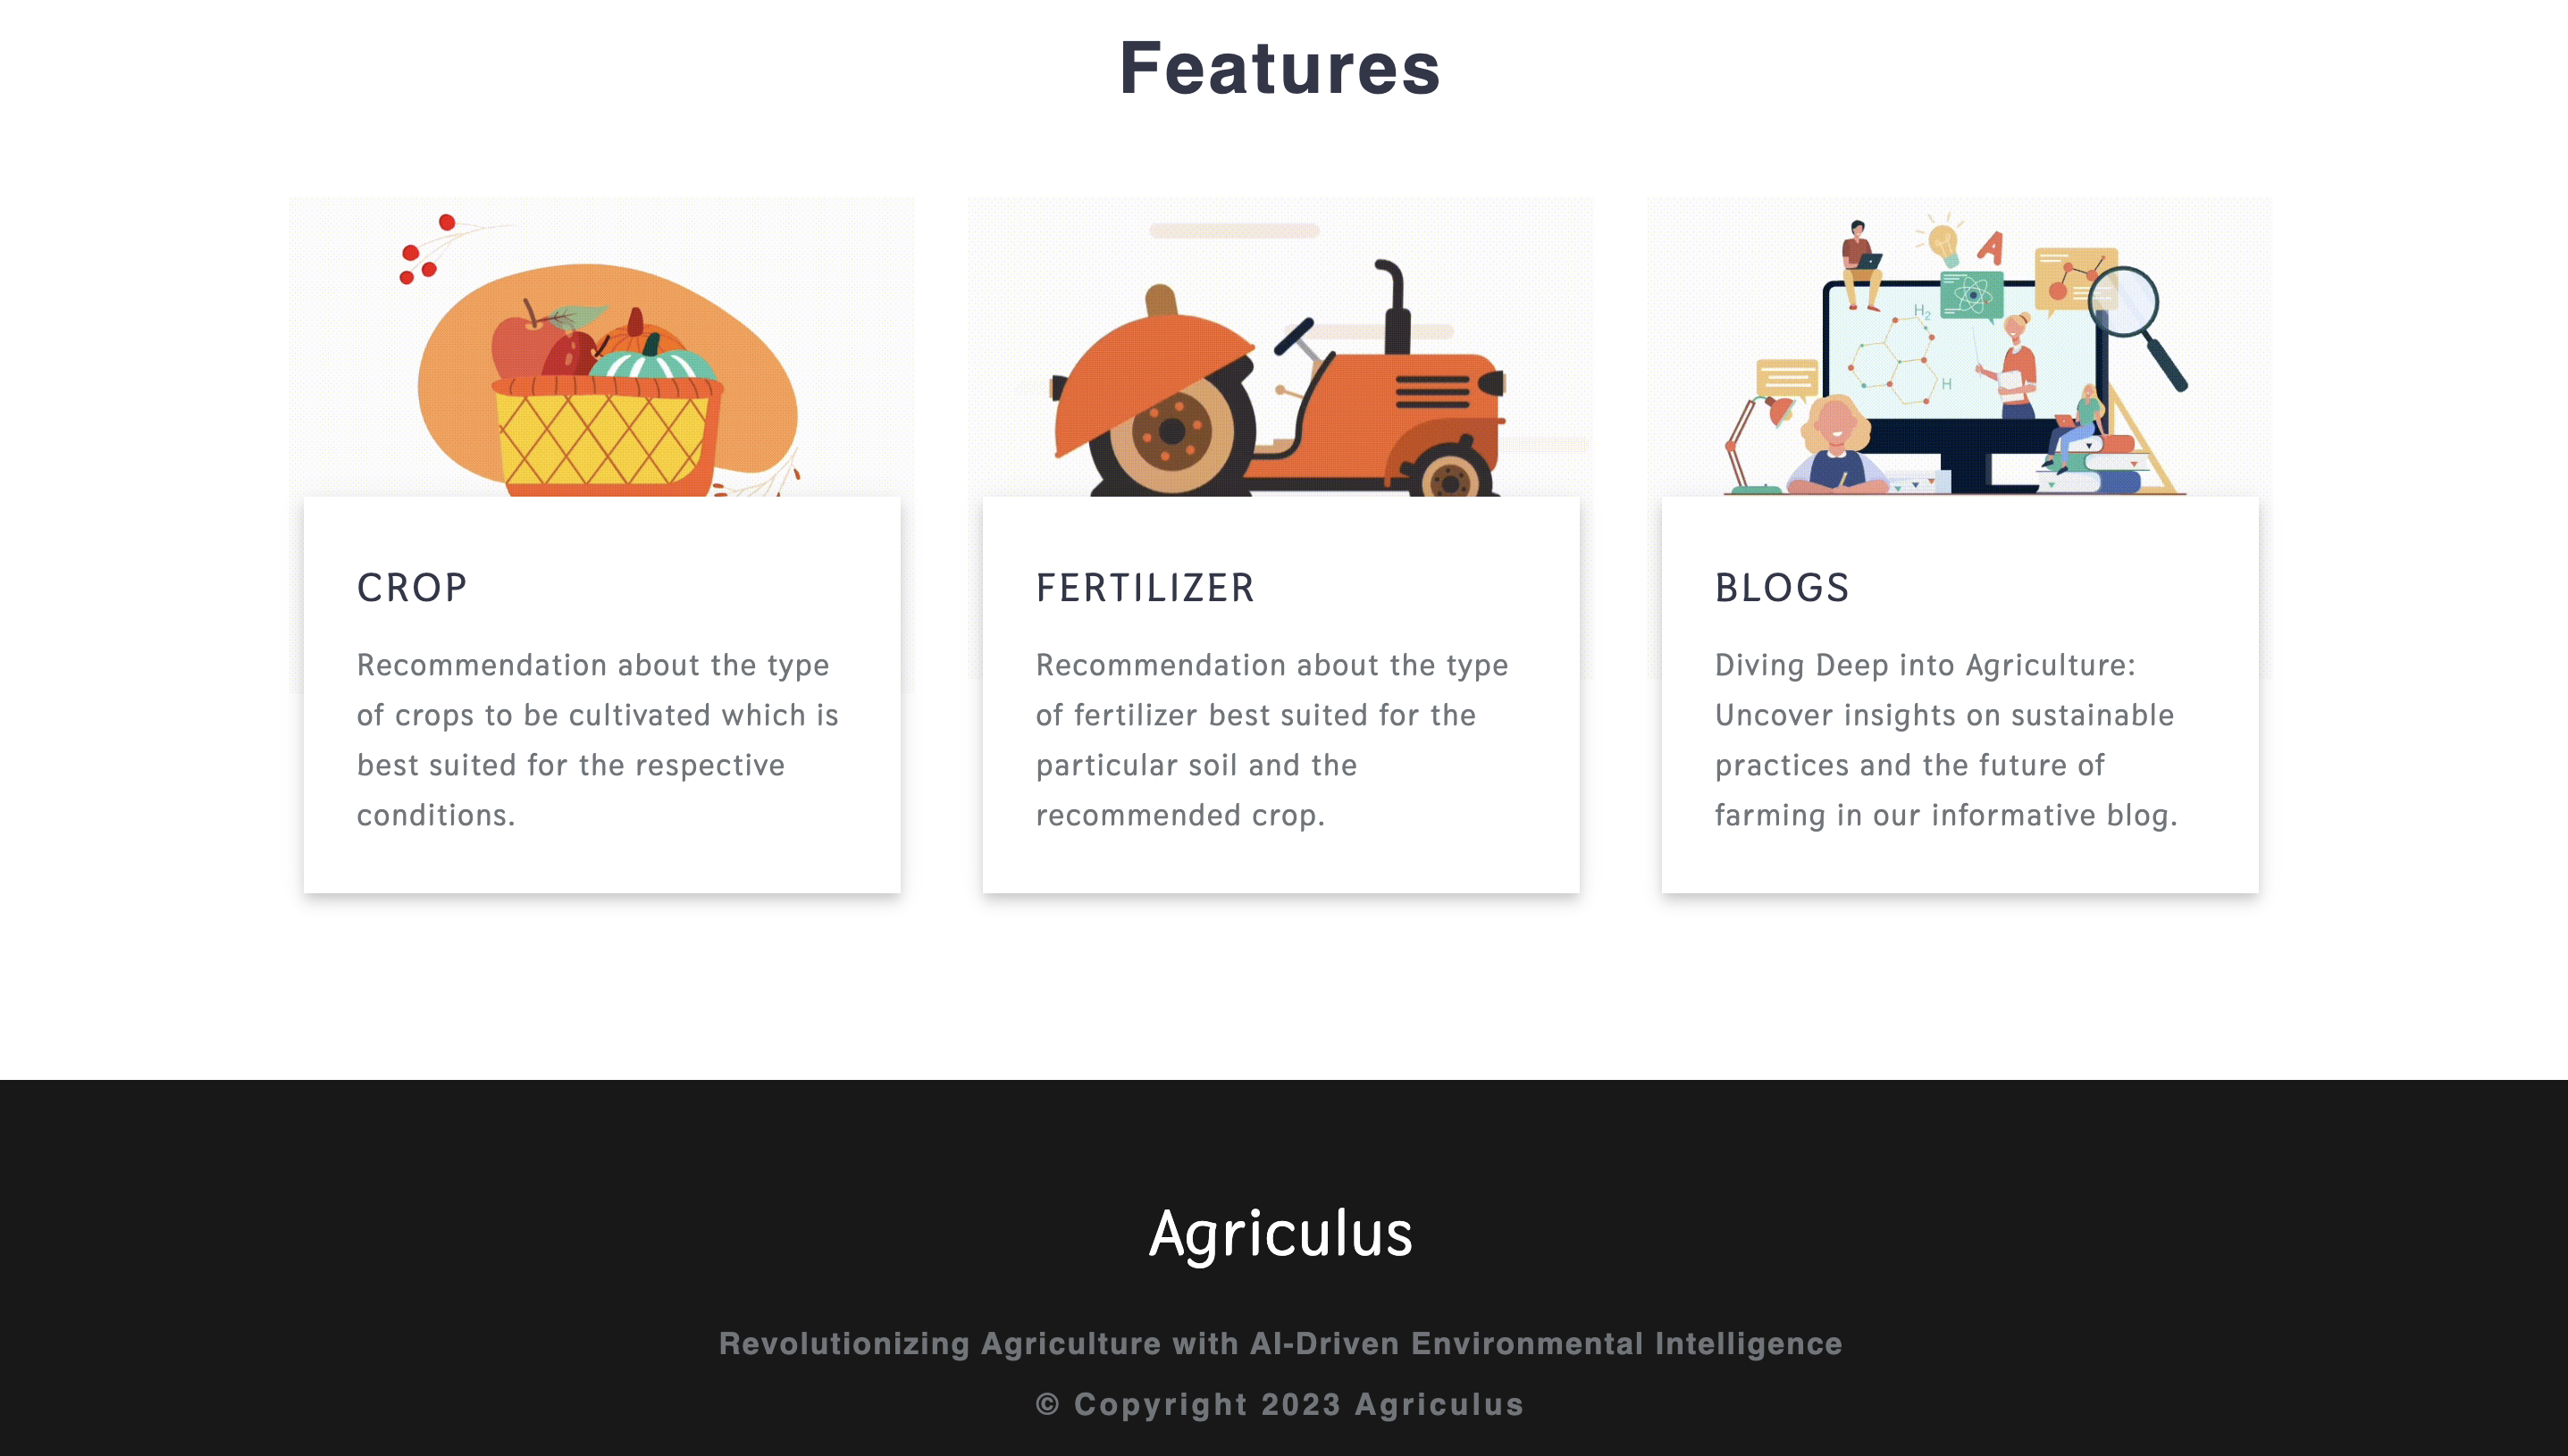 Features
A
H2
H
CROP
Recommendation about the type
of crops to be cultivated which is
best suited for the respective
conditions.
FERTILIZER
Recommendation about the type
of fertilizer best suited for the
particular soil and the
recommended crop.
BLOGS
Diving Deep into Agriculture:
Uncover insights on sustainable
practices and the future of
farming in our informative blog.
Agriculus
Revolutionizing Agriculture with AI-Driven Environmental Intelligence
© Copyright 2023 Agriculus